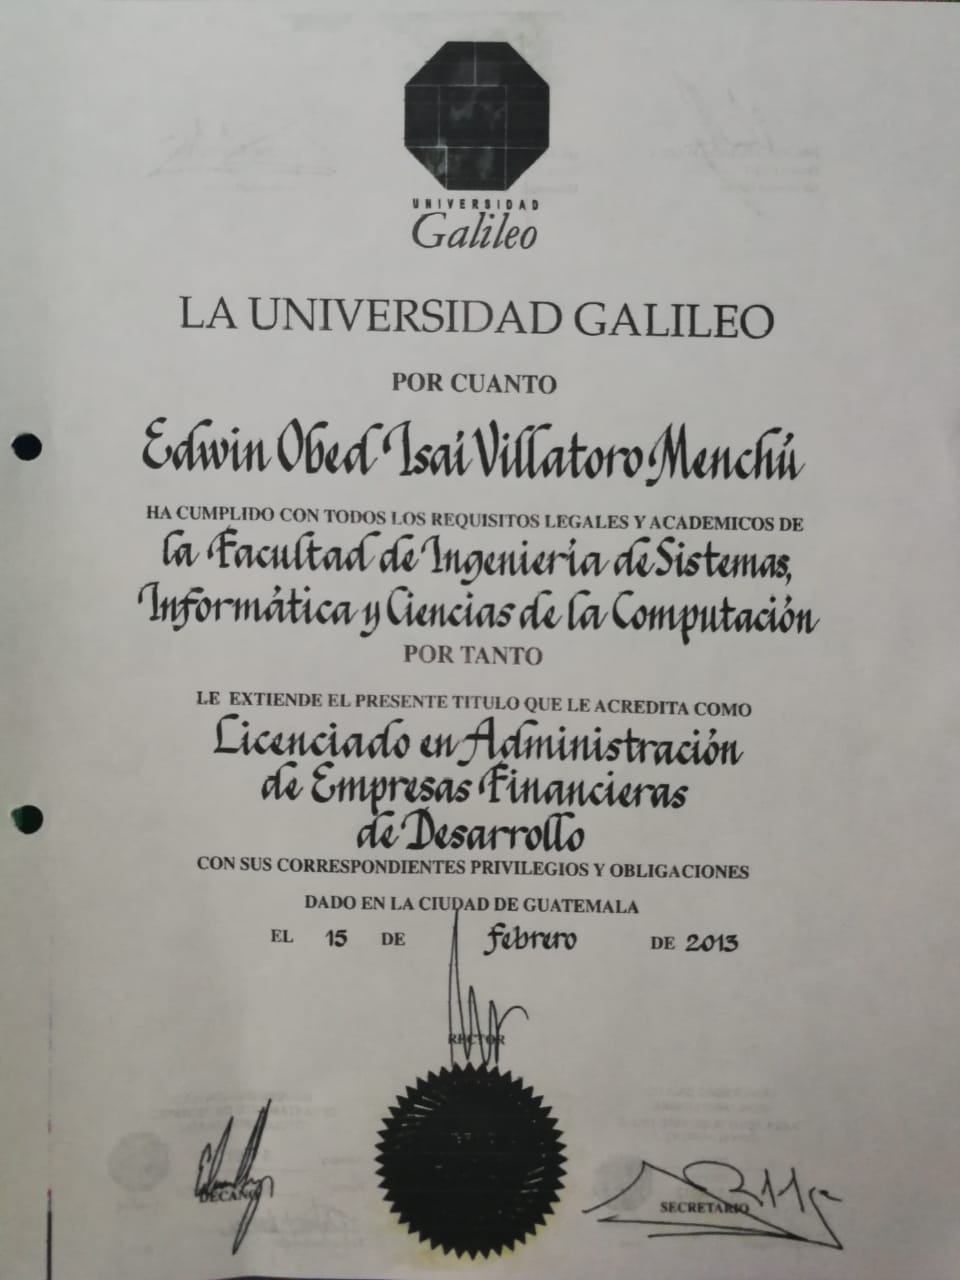 UNIVERSIDAD
Galileo
LA UNIVERSIDAD GALILEO
POR CUANTO
Edwin Obed Isaí Villatoro Menchú
HA CUMPLIDO CON TODOS LOS REQUISITOS LEGALES Y ACADEMICOS DE
la Facultad de Ingeniería de Sistemas,
Informática y Ciencias de la Computación
POR TANTO
LE EXTIENDE EL PRESENTE TITULO QUE LE ACREDITA COMO
Licenciado en Administración
de Empresas Financieras
de Desarrollo
CON SUS CORRESPONDIENTES PRIVILEGIOS Y OBLIGACIONES
DADO EN LA CIUDAD DE GUATEMALA
EL 15 DE febrero DE 2013
RECTOR
DECANO
SECRETARIO